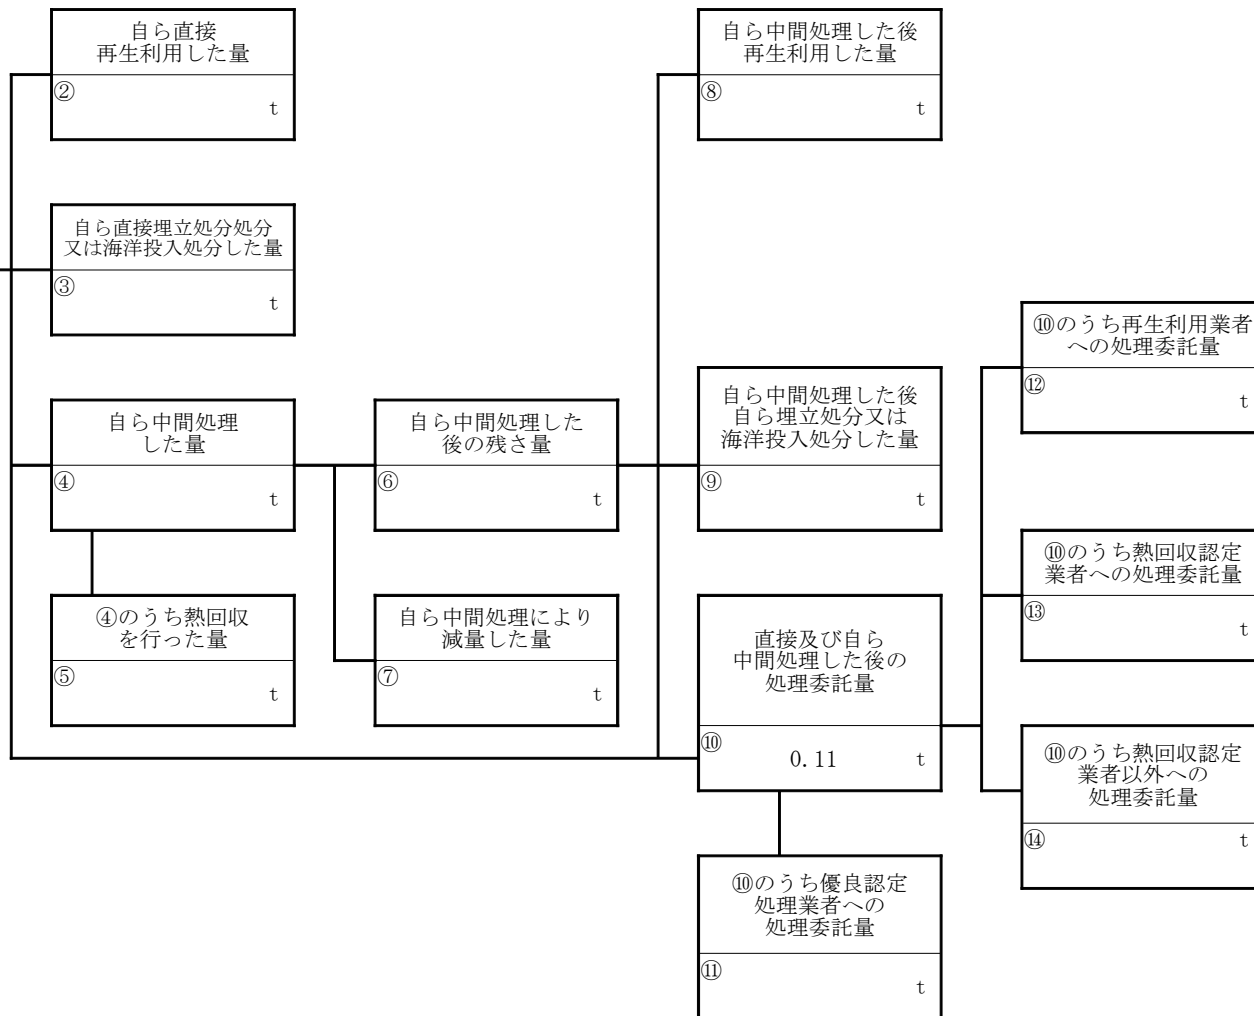 自ら直接
再生利用した量
②
t
自ら中間処理した後
再生利用した量
⑧
t
自ら直接埋立処分処分
又は海洋投入処分した量
③
t
⑩のうち再生利用業者
への処理委託量
⑫
t
自ら中間処理
した量
④
t
自ら中間処理した
後の残さ量
⑥
t
自ら中間処理した後
自ら埋立処分又は
海洋投入処分した量
⑨
t
⑩のうち熱回収認定
業者への処理委託量
⑬
t
④のうち熱回収
を行った量
⑤
t
自ら中間処理により
減量した量
⑦
t
直接及び自ら
中間処理した後の
処理委託量
⑩
0.11 t
⑩のうち熱回収認定
業者以外への
処理委託量
⑭
t
⑩のうち優良認定
処理業者への
処理委託量
⑪
t